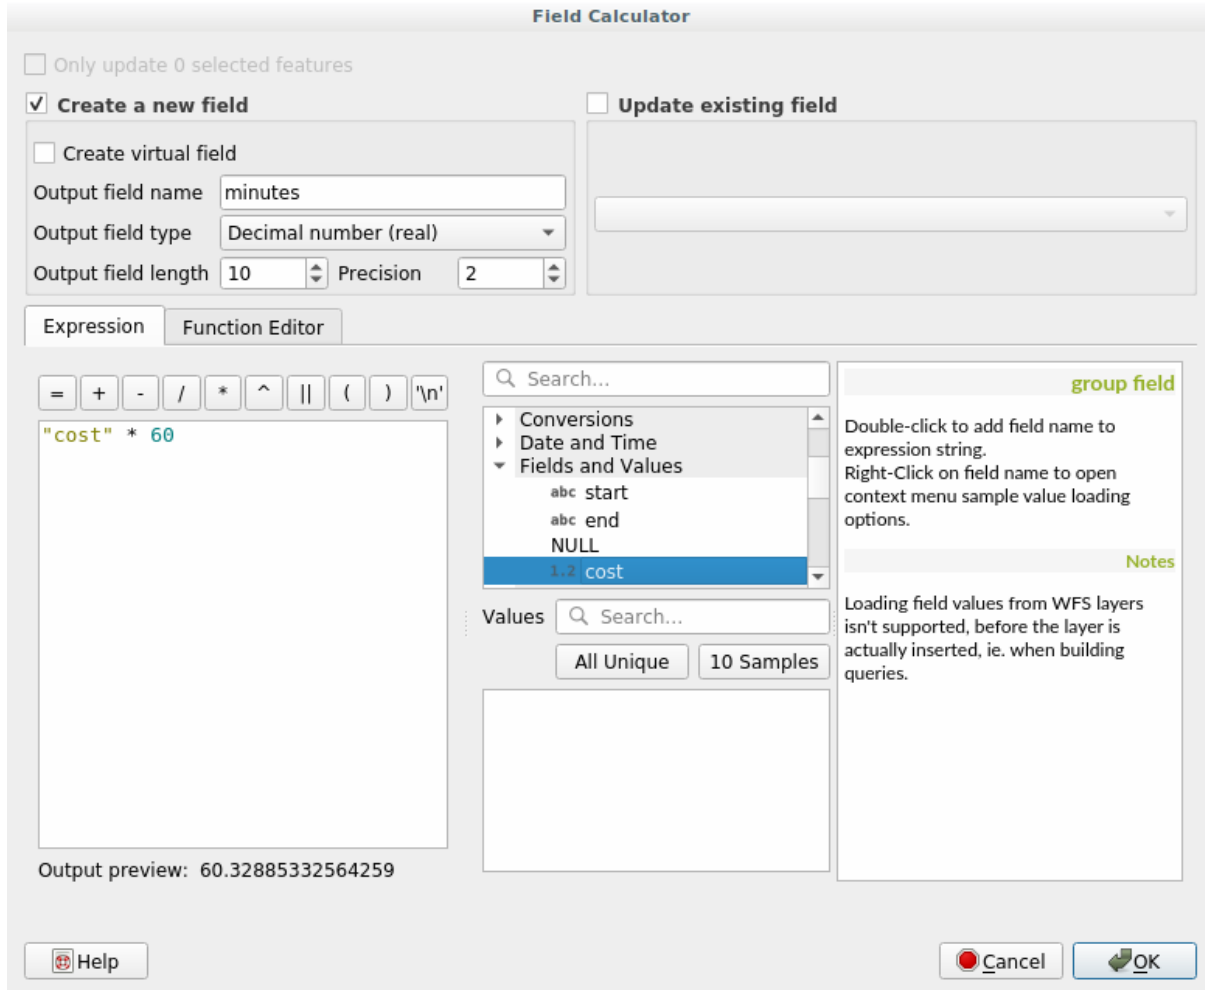 Field Calculator
Only update 0 selected features
Create a new field
Update existing field
Create virtual field
Output field name minutes
Output field type Decimal number (real)
Output field length 10 Precision 2
Expression Function Editor
= + - / * ^ || ( ) '\n'
"cost" * 60
Output preview: 60.32885332564259
Search...
Conversions
Date and Time
Fields and Values
abc start
abc end
NULL
1.2 cost
Values Search...
All Unique 10 Samples
group field
Double-click to add field name to
expression string.
Right-Click on field name to open
context menu sample value loading
options.
Notes
Loading field values from WFS layers
isn't supported, before the layer is
actually inserted, ie. when building
queries.
Help Cancel OK